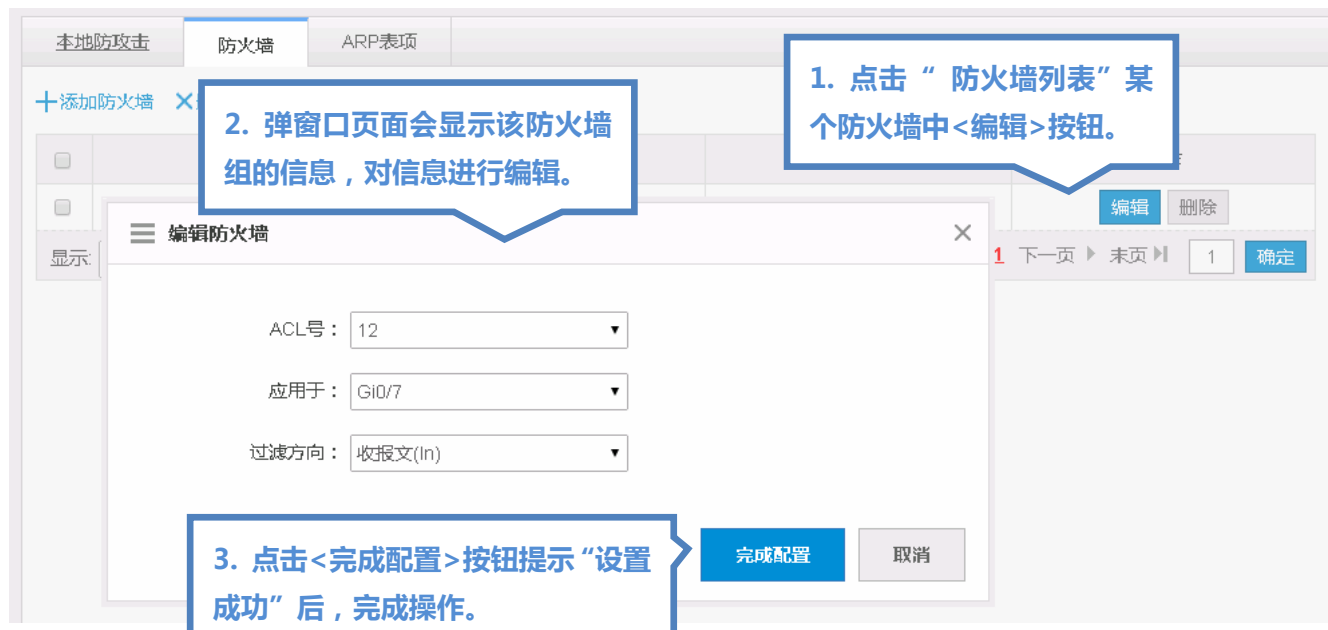 本地防攻击 防火墙 ARP表项
1. 点击“ 防火墙列表”某
个防火墙中<编辑>按钮。
添加防火墙
2. 弹窗口页面会显示该防火墙
组的信息，对信息进行编辑。
编辑 删除
编辑防火墙
显示: 1 下一页 末页 1 确定
ACL号： 12
应用于： Gi0/7
过滤方向： 收报文(In)
3. 点击<完成配置>按钮提示“设置
成功”后，完成操作。
完成配置 取消